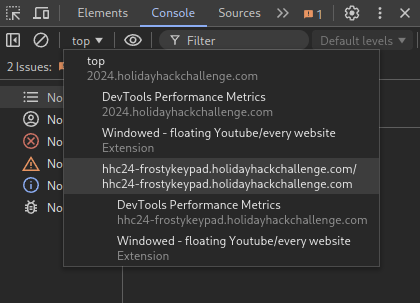 Elements
Console
Sources
1
top
Filter
Default levels
2 Issues:
top
2024.holidayhackchallenge.com
DevTools Performance Metrics
2024.holidayhackchallenge.com
Windowed - floating Youtube/every website
Extension
hhc24-frostykeypad.holidayhackchallenge.com/
hhc24-frostykeypad.holidayhackchallenge.com
DevTools Performance Metrics
hhc24-frostykeypad.holidayhackchallenge.com
Windowed - floating Youtube/every website
Extension
No
No
No
No
No
No